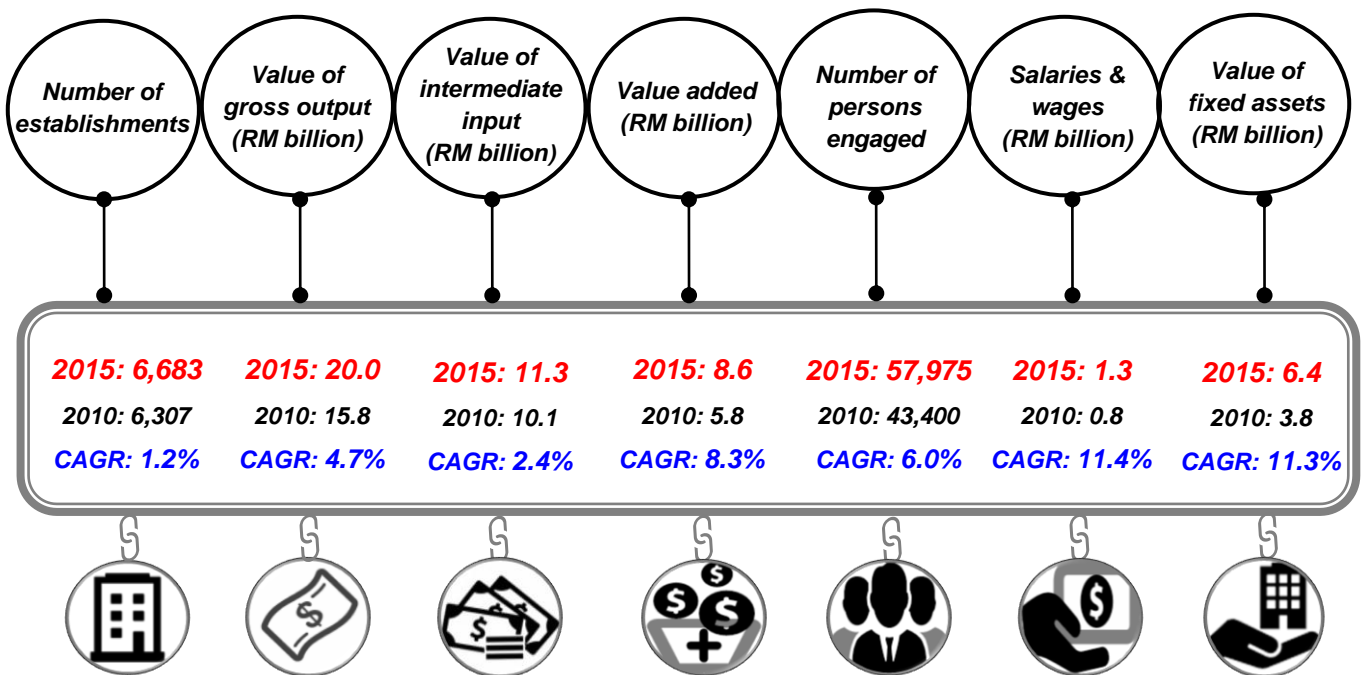 Number of
establishments
Value of
gross output
(RM billion)
Value of
intermediate
input
(RM billion)
Value added
(RM billion)
Number of
persons
engaged
Salaries &
wages
(RM billion)
Value of
fixed assets
(RM billion)
2015: 6,683
2010: 6,307
CAGR: 1.2%
2015: 20.0
2010: 15.8
CAGR: 4.7%
2015: 11.3
2010: 10.1
CAGR: 2.4%
2015: 8.6
2010: 5.8
CAGR: 8.3%
2015: 57,975
2010: 43,400
CAGR: 6.0%
2015: 1.3
2010: 0.8
CAGR: 11.4%
2015: 6.4
2010: 3.8
CAGR: 11.3%